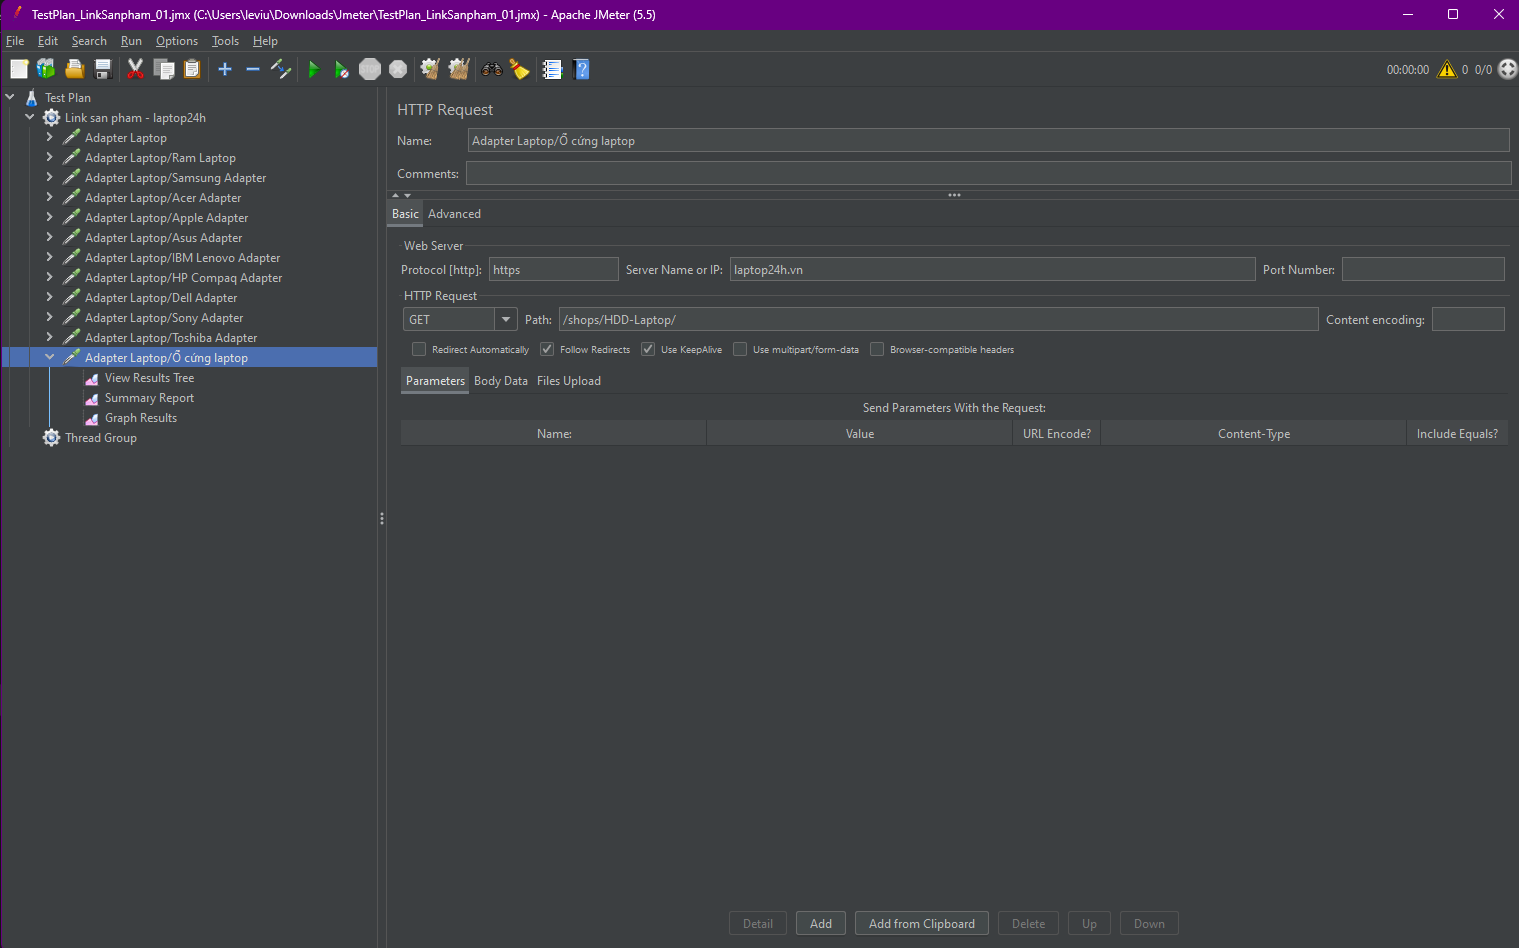 TestPlan_LinkSanpham_01.jmx (C:\Users\leviu\Downloads\Jmeter\TestPlan_LinkSanpham_01.jmx) - Apache JMeter (5.5)
File Edit Search Run Options Tools Help
STOP
00:00:00 0 0/0
Test Plan
Link san pham - laptop24h
Adapter Laptop
Adapter Laptop/Ram Laptop
Adapter Laptop/Samsung Adapter
Adapter Laptop/Acer Adapter
Adapter Laptop/Apple Adapter
Adapter Laptop/Asus Adapter
Adapter Laptop/IBM Lenovo Adapter
Adapter Laptop/HP Compaq Adapter
Adapter Laptop/Dell Adapter
Adapter Laptop/Sony Adapter
Adapter Laptop/Toshiba Adapter
Adapter Laptop/Ổ cứng laptop
View Results Tree
Summary Report
Graph Results
Thread Group
HTTP Request
Name: Adapter Laptop/Ổ cứng laptop
Comments:
Basic Advanced
Web Server
Protocol [http]: https Server Name or IP: laptop24h.vn Port Number:
HTTP Request
GET Path: /shops/HDD-Laptop/ Content encoding:
Redirect Automatically Follow Redirects Use KeepAlive Use multipart/form-data Browser-compatible headers
Parameters Body Data Files Upload
Send Parameters With the Request:
Name: Value URL Encode? Content-Type Include Equals?
Detail Add Add from Clipboard Delete Up Down